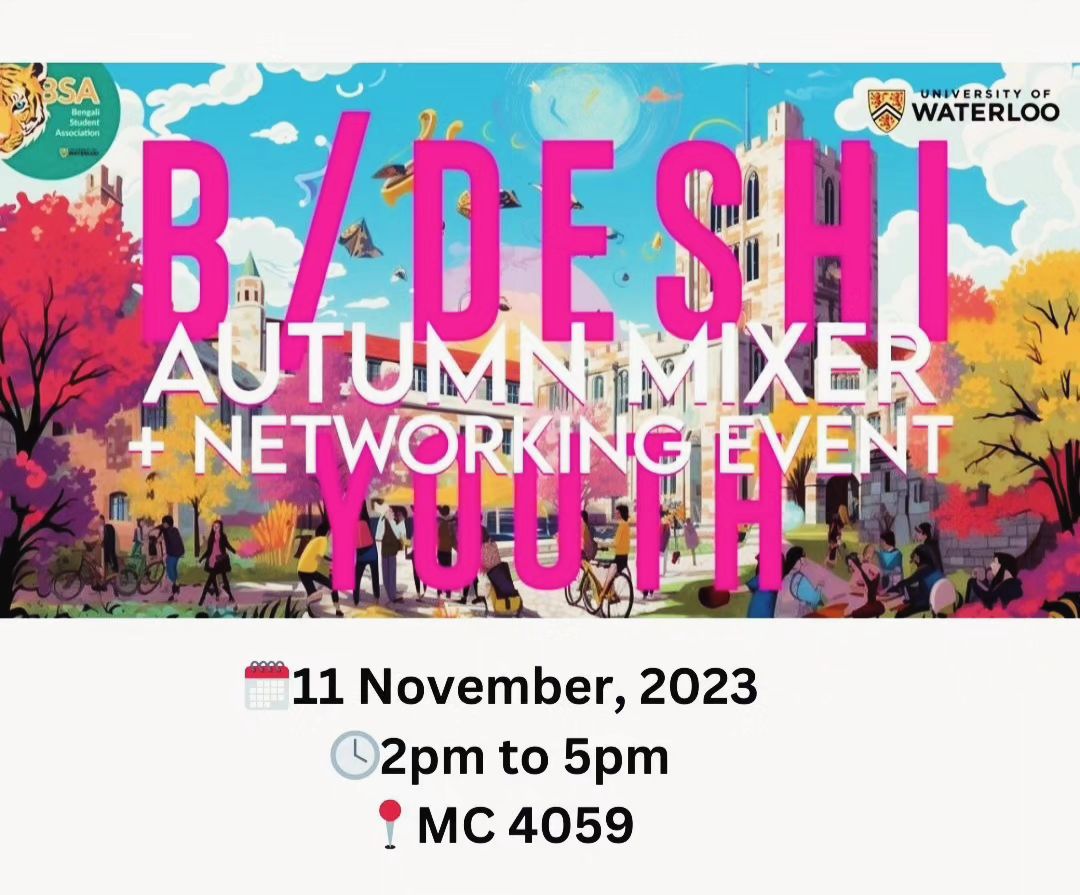 BSA
Bengali
Student
Association
UNIVERSITY OF
WATERLOO
B/DESHI
AUTUMN MIXER
+ NETWORKING EVENT
YOUTH
11 November, 2023
2pm to 5pm
MC 4059